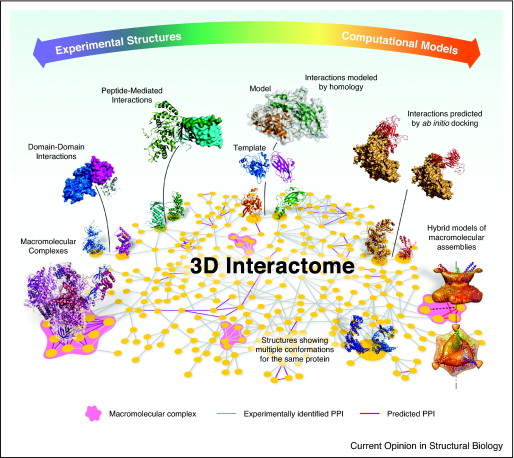 Experimental Structures
Computational Models
Peptide-Mediated
Interactions
Model
Interactions modeled
by homology
Interactions predicted
by ab initio docking
Domain-Domain
Interactions
Template
Macromolecular
Complexes
Hybrid models of
macromolecular
assemblies
3D Interactome
Structures showing
multiple conformations
for the same protein
Macromolecular complex
Experimentally identified PPI
Predicted PPI
Current Opinion in Structural Biology